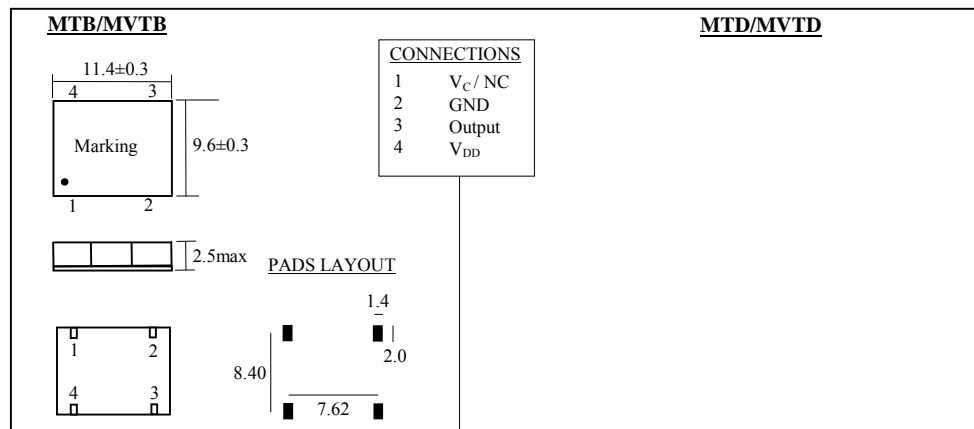 MTB/MVTB
MTD/MVTD
11.4±0.3
4 3
Marking
9.6±0.3
1 2
CONNECTIONS
1 V_C / NC
2 GND
3 Output
4 V_DD
2.5max
PADS LAYOUT
1.4
1 2
2.0
8.40
4 3
7.62